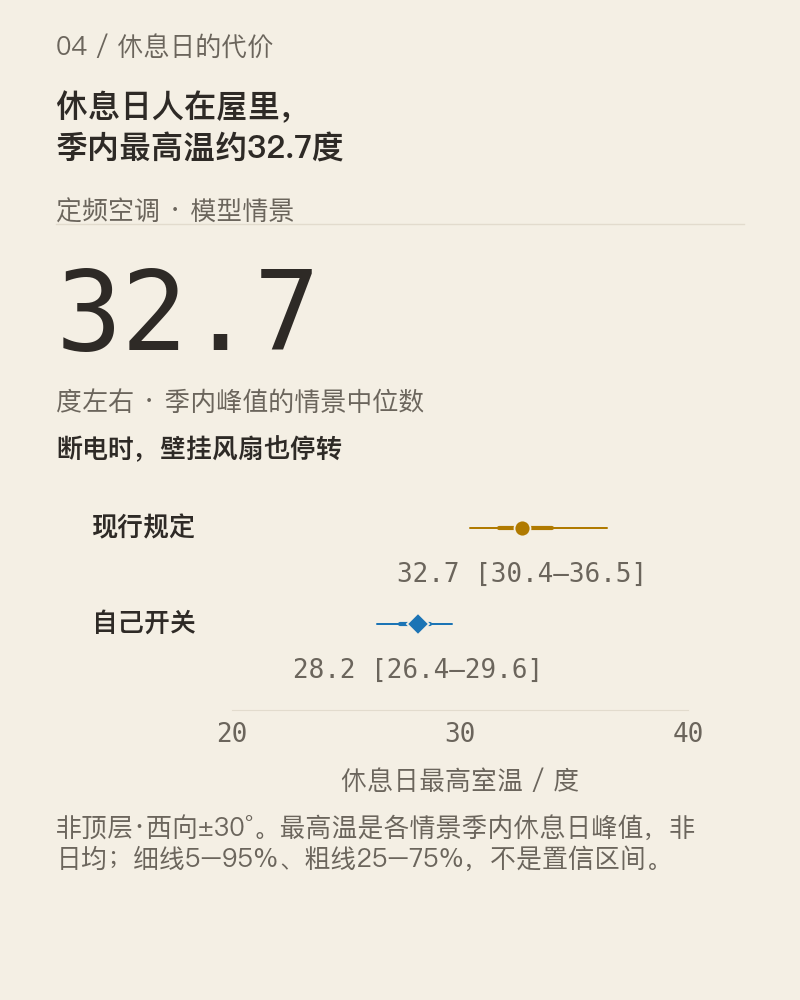 04 / 休息日的代价
休息日人在屋里，
季内最高温约32.7度
定频空调 · 模型情景
32.7
度左右 · 季内峰值的情景中位数
断电时，壁挂风扇也停转
现行规定
32.7 [30.4—36.5]
自己开关
28.2 [26.4—29.6]
20 30 40
休息日最高室温 / 度
非顶层·西向±30°。最高温是各情景季内休息日峰值，非
日均；细线5—95%、粗线25—75%，不是置信区间。